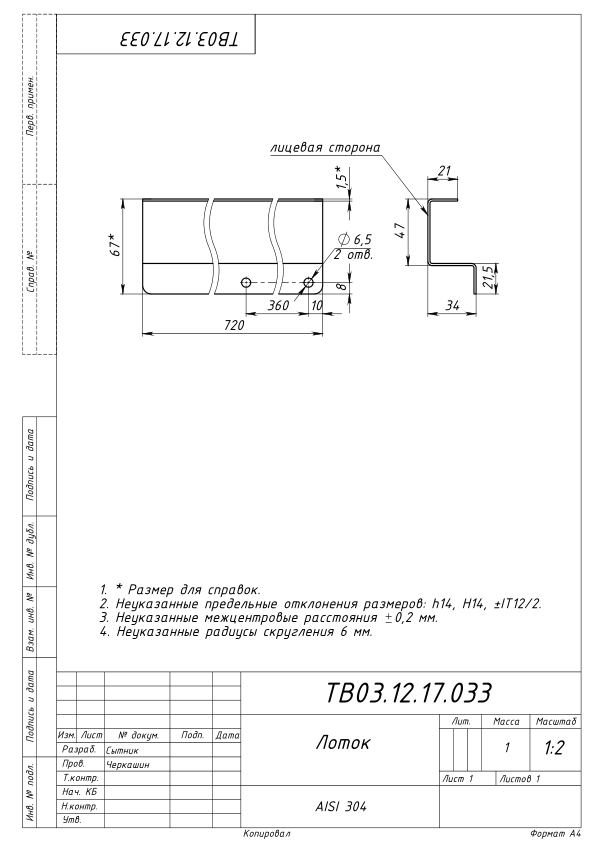 ТВ03.12.17.033
Перв. примен.
Справ. №
Подпись и дата
Инв. № дубл.
Взам. инв. №
Подпись и дата
Инв. № подл.
лицевая сторона
21
1,5*
67*
47
⌀ 6,5
2 отв.
21,5
8
360
10
34
720
1. * Размер для справок.
2. Неуказанные предельные отклонения размеров: h14, H14, ±IT12/2.
3. Неуказанные межцентровые расстояния ±0,2 мм.
4. Неуказанные радиусы скругления 6 мм.
ТВ03.12.17.033
Лит. Масса Масштаб
Изм. Лист № докум. Подп. Дата
Лоток
1 1:2
Разраб. Сытник
Пров. Черкашин
Т.контр.
Лист 1 Листов 1
Нач. КБ
Н.контр.
AISI 304
Утв.
Копировал Формат А4